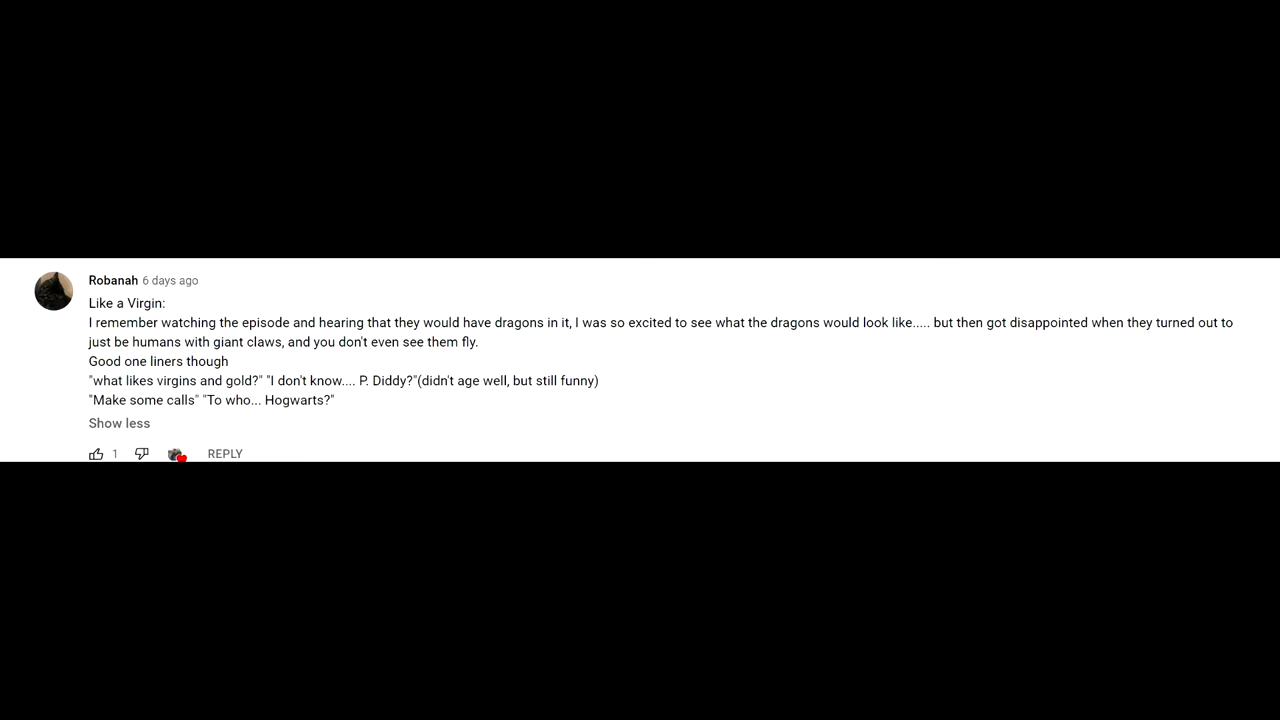 Robanah 6 days ago
Like a Virgin:
I remember watching the episode and hearing that they would have dragons in it, I was so excited to see what the dragons would look like..... but then got disappointed when they turned out to
just be humans with giant claws, and you don't even see them fly.
Good one liners though
"what likes virgins and gold?" "I don't know.... P. Diddy?"(didn't age well, but still funny)
"Make some calls" "To who... Hogwarts?"
Show less
1 REPLY